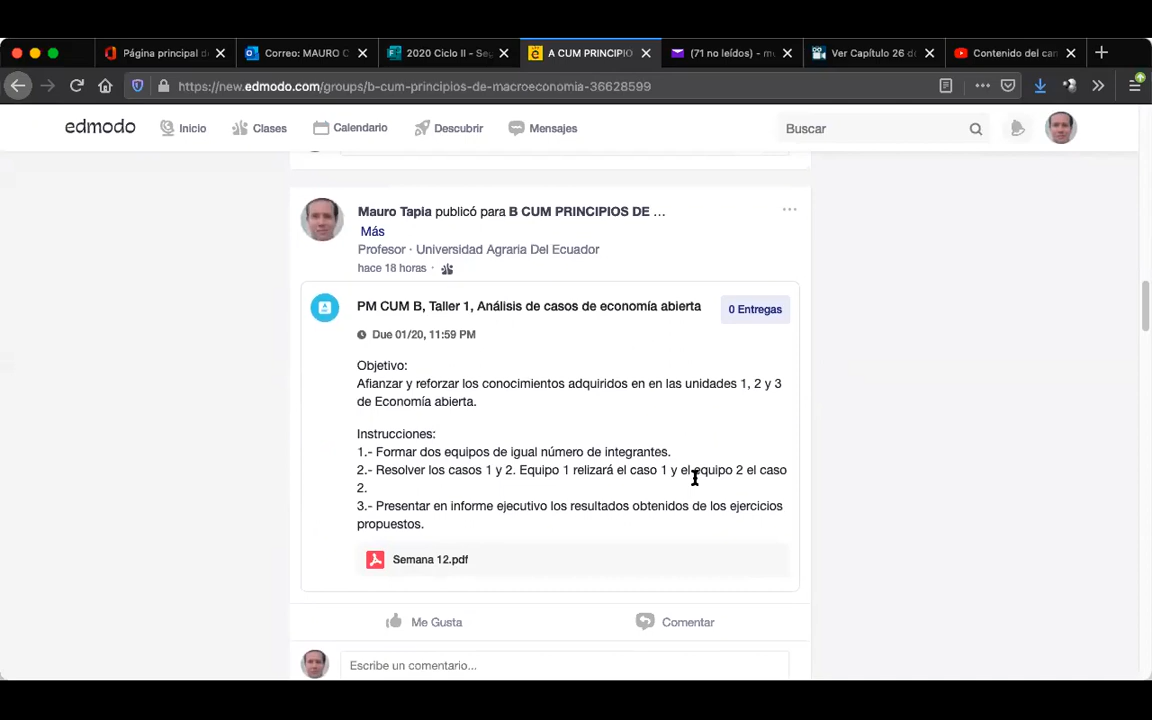 Página principal d
Correo: MAURO C
2020 Ciclo II - Se
A CUM PRINCIPIO
(71 no leídos) - m
Ver Capítulo 26 d
Contenido del ca
https://new.edmodo.com/groups/b-cum-principios-de-macroeconomia-36628599
edmodo
Inicio
Clases
Calendario
Descubrir
Mensajes
Buscar
Mauro Tapia publicó para B CUM PRINCIPIOS DE ...
Más
Profesor · Universidad Agraria Del Ecuador
hace 18 horas ·
PM CUM B, Taller 1, Análisis de casos de economía abierta
0 Entregas
Due 01/20, 11:59 PM
Objetivo:
Afianzar y reforzar los conocimientos adquiridos en en las unidades 1, 2 y 3
de Economía abierta.
Instrucciones:
1.- Formar dos equipos de igual número de integrantes.
2.- Resolver los casos 1 y 2. Equipo 1 relizará el caso 1 y el equipo 2 el caso
2.
3.- Presentar en informe ejecutivo los resultados obtenidos de los ejercicios
propuestos.
Semana 12.pdf
Me Gusta
Comentar
Escribe un comentario...